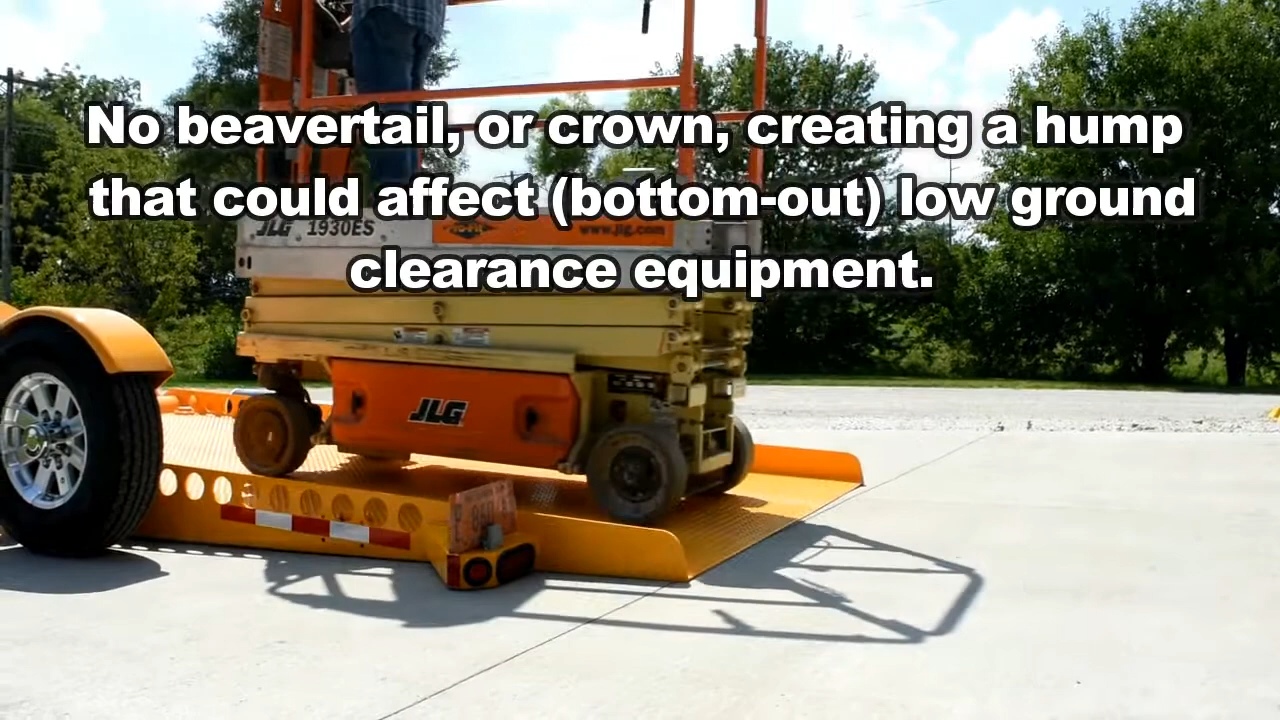 No beavertail, or crown, creating a hump
that could affect (bottom-out) low ground
clearance equipment.
JLG 1930ES
www.jlg.com
JLG